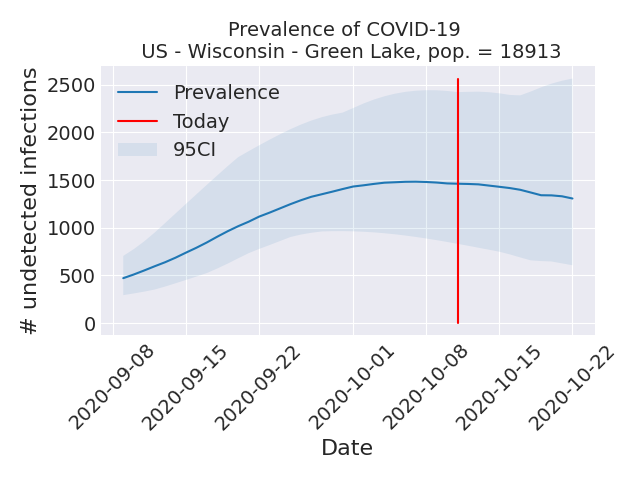 Prevalence of COVID-19
US - Wisconsin - Green Lake, pop. = 18913
# undetected infections
2500
2000
1500
1000
500
0
Prevalence
Today
95CI
2020-09-08
2020-09-15
2020-09-22
2020-10-01
2020-10-08
2020-10-15
2020-10-22
Date